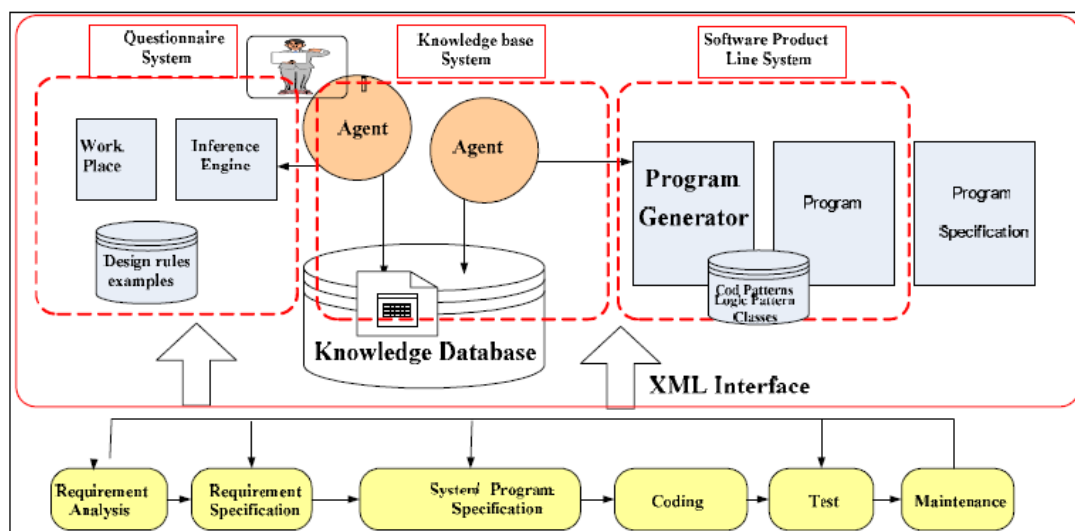 Questionnaire
System
Knowledge base
System
Software Product
Line System
Agent
Agent
Work
Place
Inference
Engine
Design rules
examples
Program
Generator
Program
Program
Specification
Cod Patterns
Logic Pattern
Classes
Knowledge Database
XML Interface
Requirement
Analysis
Requirement
Specification
System/ Program
Specification
Coding
Test
Maintenance